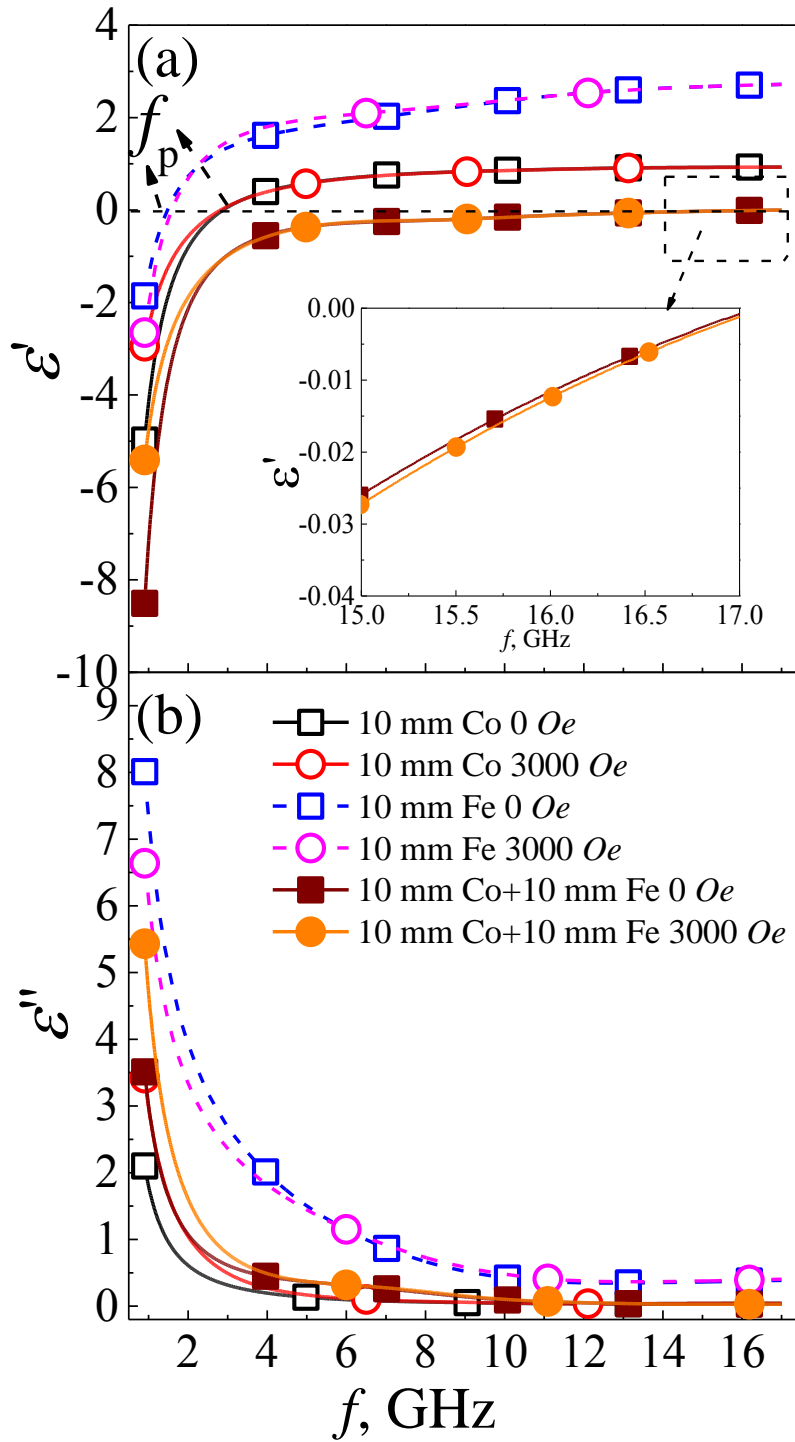 (a)
4
2
0
-2
-4
-6
-8
-10
ε'
fp
0.00
-0.01
-0.02
-0.03
-0.04
ε'
15.0 15.5 16.0 16.5 17.0
f, GHz
(b)
9
8
7
6
5
4
3
2
1
0
ε''
10 mm Co 0 Oe
10 mm Co 3000 Oe
10 mm Fe 0 Oe
10 mm Fe 3000 Oe
10 mm Co+10 mm Fe 0 Oe
10 mm Co+10 mm Fe 3000 Oe
2 4 6 8 10 12 14 16
f, GHz